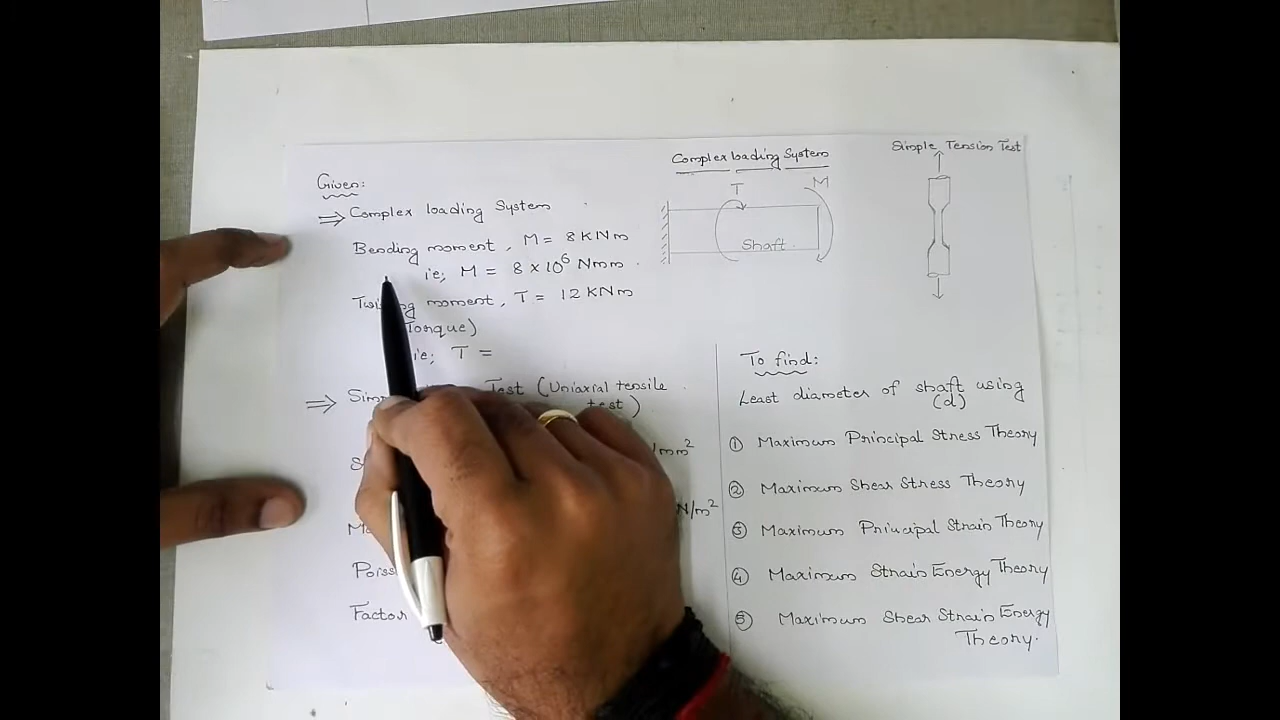 Given:
⇒ Complex loading System
Bending moment, M = 8 KNm
ie; M = 8 x 10⁶ Nmm
moment, T = 12 KNm
Torque)
ie; T =
⇒ Test (Uniaxial tensile
test)
/mm²
N/m²
Factor
Complex loading System
T
M
Shaft
Simple Tension Test
To find:
Least diameter of shaft using
(d)
① Maximum Principal Stress Theory
② Maximum Shear Stress Theory
③ Maximum Principal Strain Theory
④ Maximum Strain Energy Theory
⑤ Maximum Shear Strain Energy
Theory.